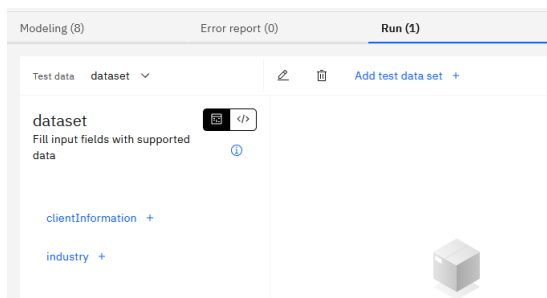 Modeling (8) Error report (0) Run (1)
Test data dataset Add test data set +
dataset </>
Fill input fields with supported
data
clientInformation +
industry +